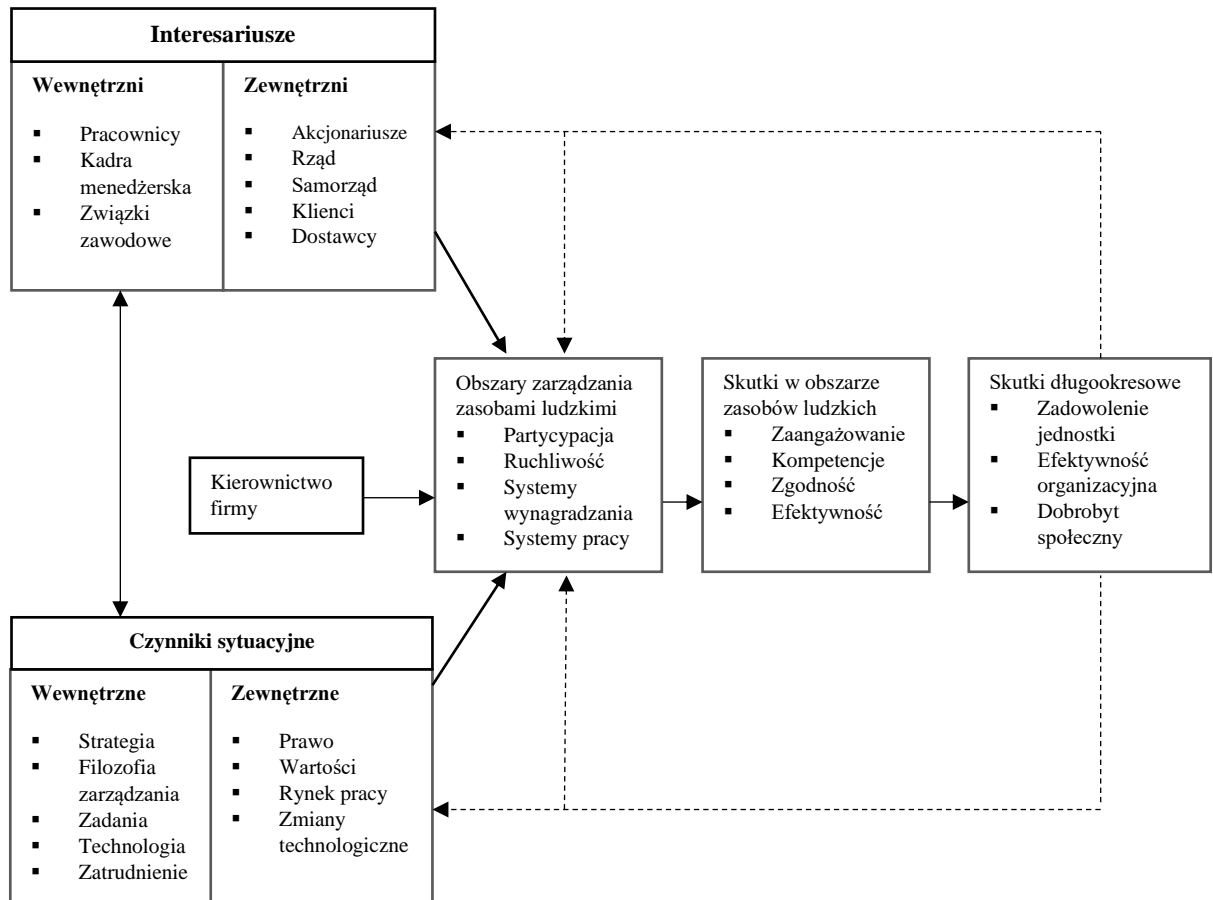 Interesariusze
Wewnętrzni
▪ Pracownicy
▪ Kadra
menedżerska
▪ Związki
zawodowe
Zewnętrzni
▪ Akcjonariusze
▪ Rząd
▪ Samorząd
▪ Klienci
▪ Dostawcy
Kierownictwo
firmy
Obszary zarządzania
zasobami ludzkimi
▪ Partycypacja
▪ Ruchliwość
▪ Systemy
wynagradzania
▪ Systemy pracy
Skutki w obszarze
zasobów ludzkich
▪ Zaangażowanie
▪ Kompetencje
▪ Zgodność
▪ Efektywność
Skutki długookresowe
▪ Zadowolenie
jednostki
▪ Efektywność
organizacyjna
▪ Dobrobyt
społeczny
Czynniki sytuacyjne
Wewnętrzne
▪ Strategia
▪ Filozofia
zarządzania
▪ Zadania
▪ Technologia
▪ Zatrudnienie
Zewnętrzne
▪ Prawo
▪ Wartości
▪ Rynek pracy
▪ Zmiany
technologiczne